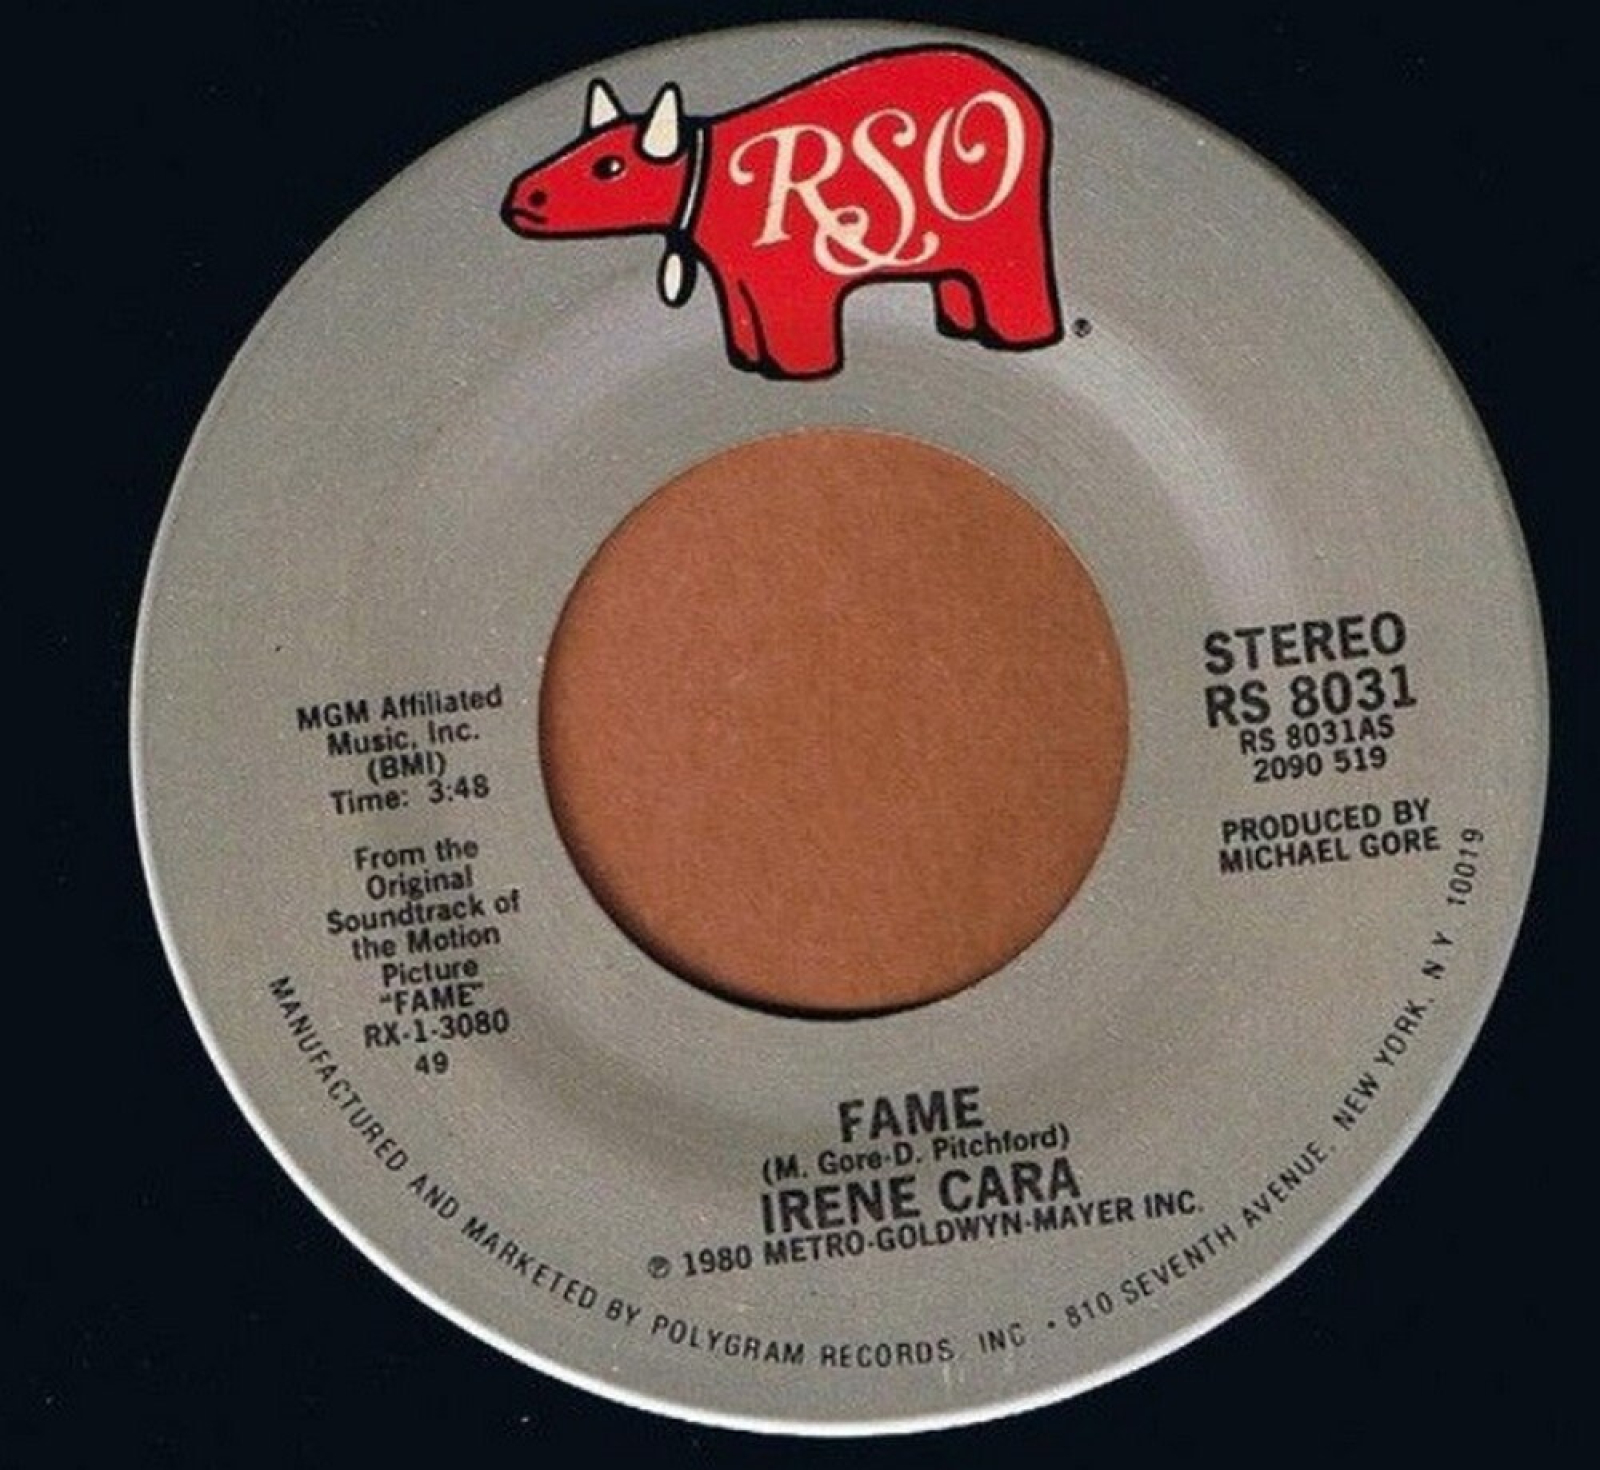 RSO
®
STEREO
RS 8031
RS 8031AS
2090 519
PRODUCED BY
MICHAEL GORE
MGM Affiliated
Music, Inc.
(BMI)
Time: 3:48
From the
Original
Soundtrack of
the Motion
Picture
"FAME"
RX-1-3080
49
FAME
(M. Gore-D. Pitchford)
IRENE CARA
℗ 1980 METRO-GOLDWYN-MAYER INC.
MANUFACTURED AND MARKETED BY POLYGRAM RECORDS, INC • 810 SEVENTH AVENUE, NEW YORK, N Y 10019